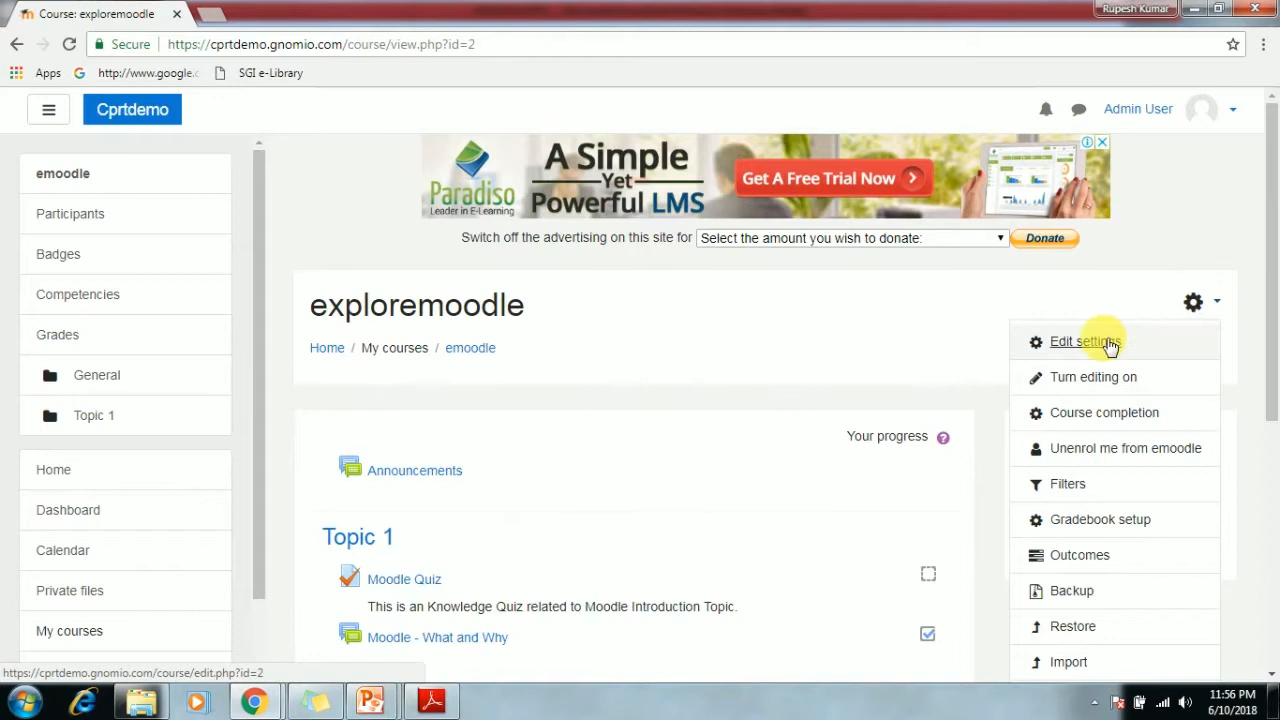 Course: exploremoodle
Rupesh Kumar
Secure
https://cprtdemo.gnomio.com/course/view.php?id=2
Apps
http://www.google.c
SGI e-Library
Cprtdemo
Admin User
emoodle
Participants
Badges
Competencies
Grades
General
Topic 1
Home
Dashboard
Calendar
Private files
My courses
Paradiso
Leader in E-Learning
A Simple
Yet
Powerful LMS
Get A Free Trial Now
Switch off the advertising on this site for
Select the amount you wish to donate:
Donate
exploremoodle
Home / My courses / emoodle
Edit settings
Turn editing on
Course completion
Unenrol me from emoodle
Filters
Gradebook setup
Outcomes
Backup
Restore
Import
Your progress
Announcements
Topic 1
Moodle Quiz
This is an Knowledge Quiz related to Moodle Introduction Topic.
Moodle - What and Why
https://cprtdemo.gnomio.com/course/edit.php?id=2
11:56 PM
6/10/2018